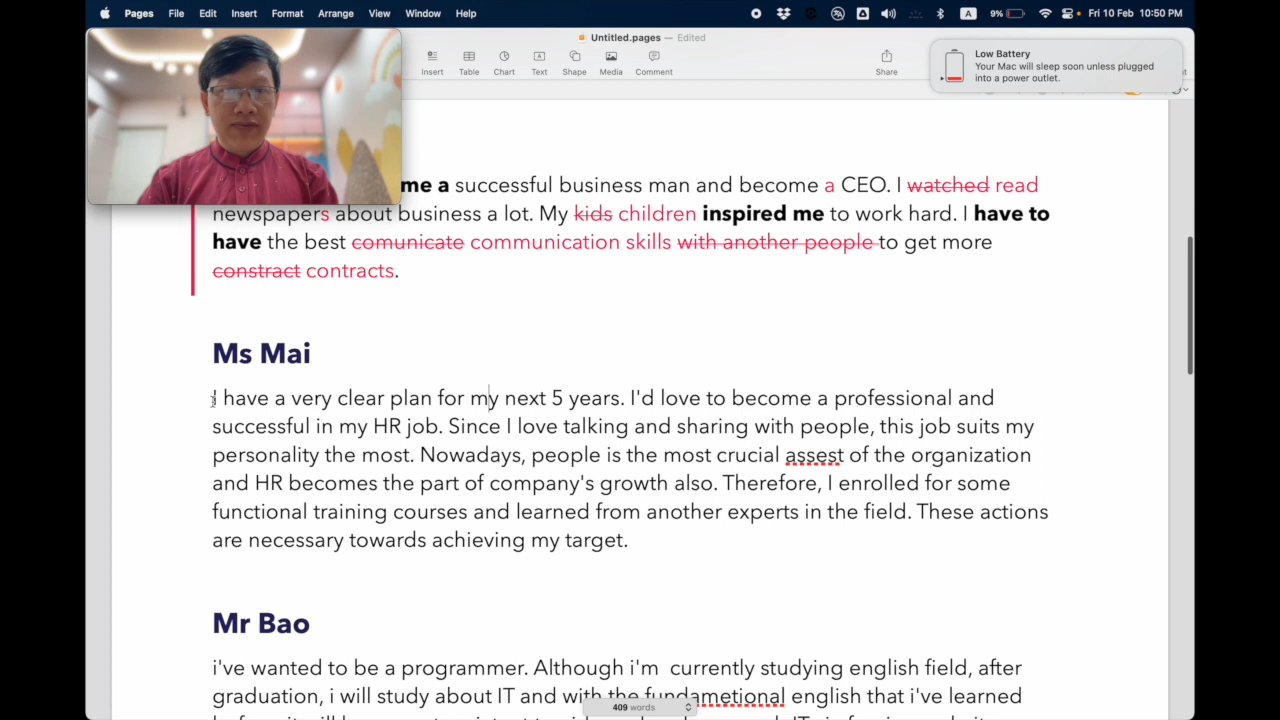 Pages File Edit Insert Format Arrange View Window Help A 9% Fri 10 Feb 10:50 PM
Untitled.pages — Edited
Insert Table Chart Text Shape Media Comment Share
Low Battery
Your Mac will sleep soon unless plugged
into a power outlet.
me a successful business man and become a CEO. I watched read
newspapers about business a lot. My kids children inspired me to work hard. I have to
have the best comunicate communication skills with another people to get more
constract contracts.
Ms Mai
I have a very clear plan for my next 5 years. I'd love to become a professional and
successful in my HR job. Since I love talking and sharing with people, this job suits my
personality the most. Nowadays, people is the most crucial assest of the organization
and HR becomes the part of company's growth also. Therefore, I enrolled for some
functional training courses and learned from another experts in the field. These actions
are necessary towards achieving my target.
Mr Bao
i've wanted to be a programmer. Although i'm currently studying english field, after
graduation, i will study about IT and with the fundametional english that i've learned
409 words